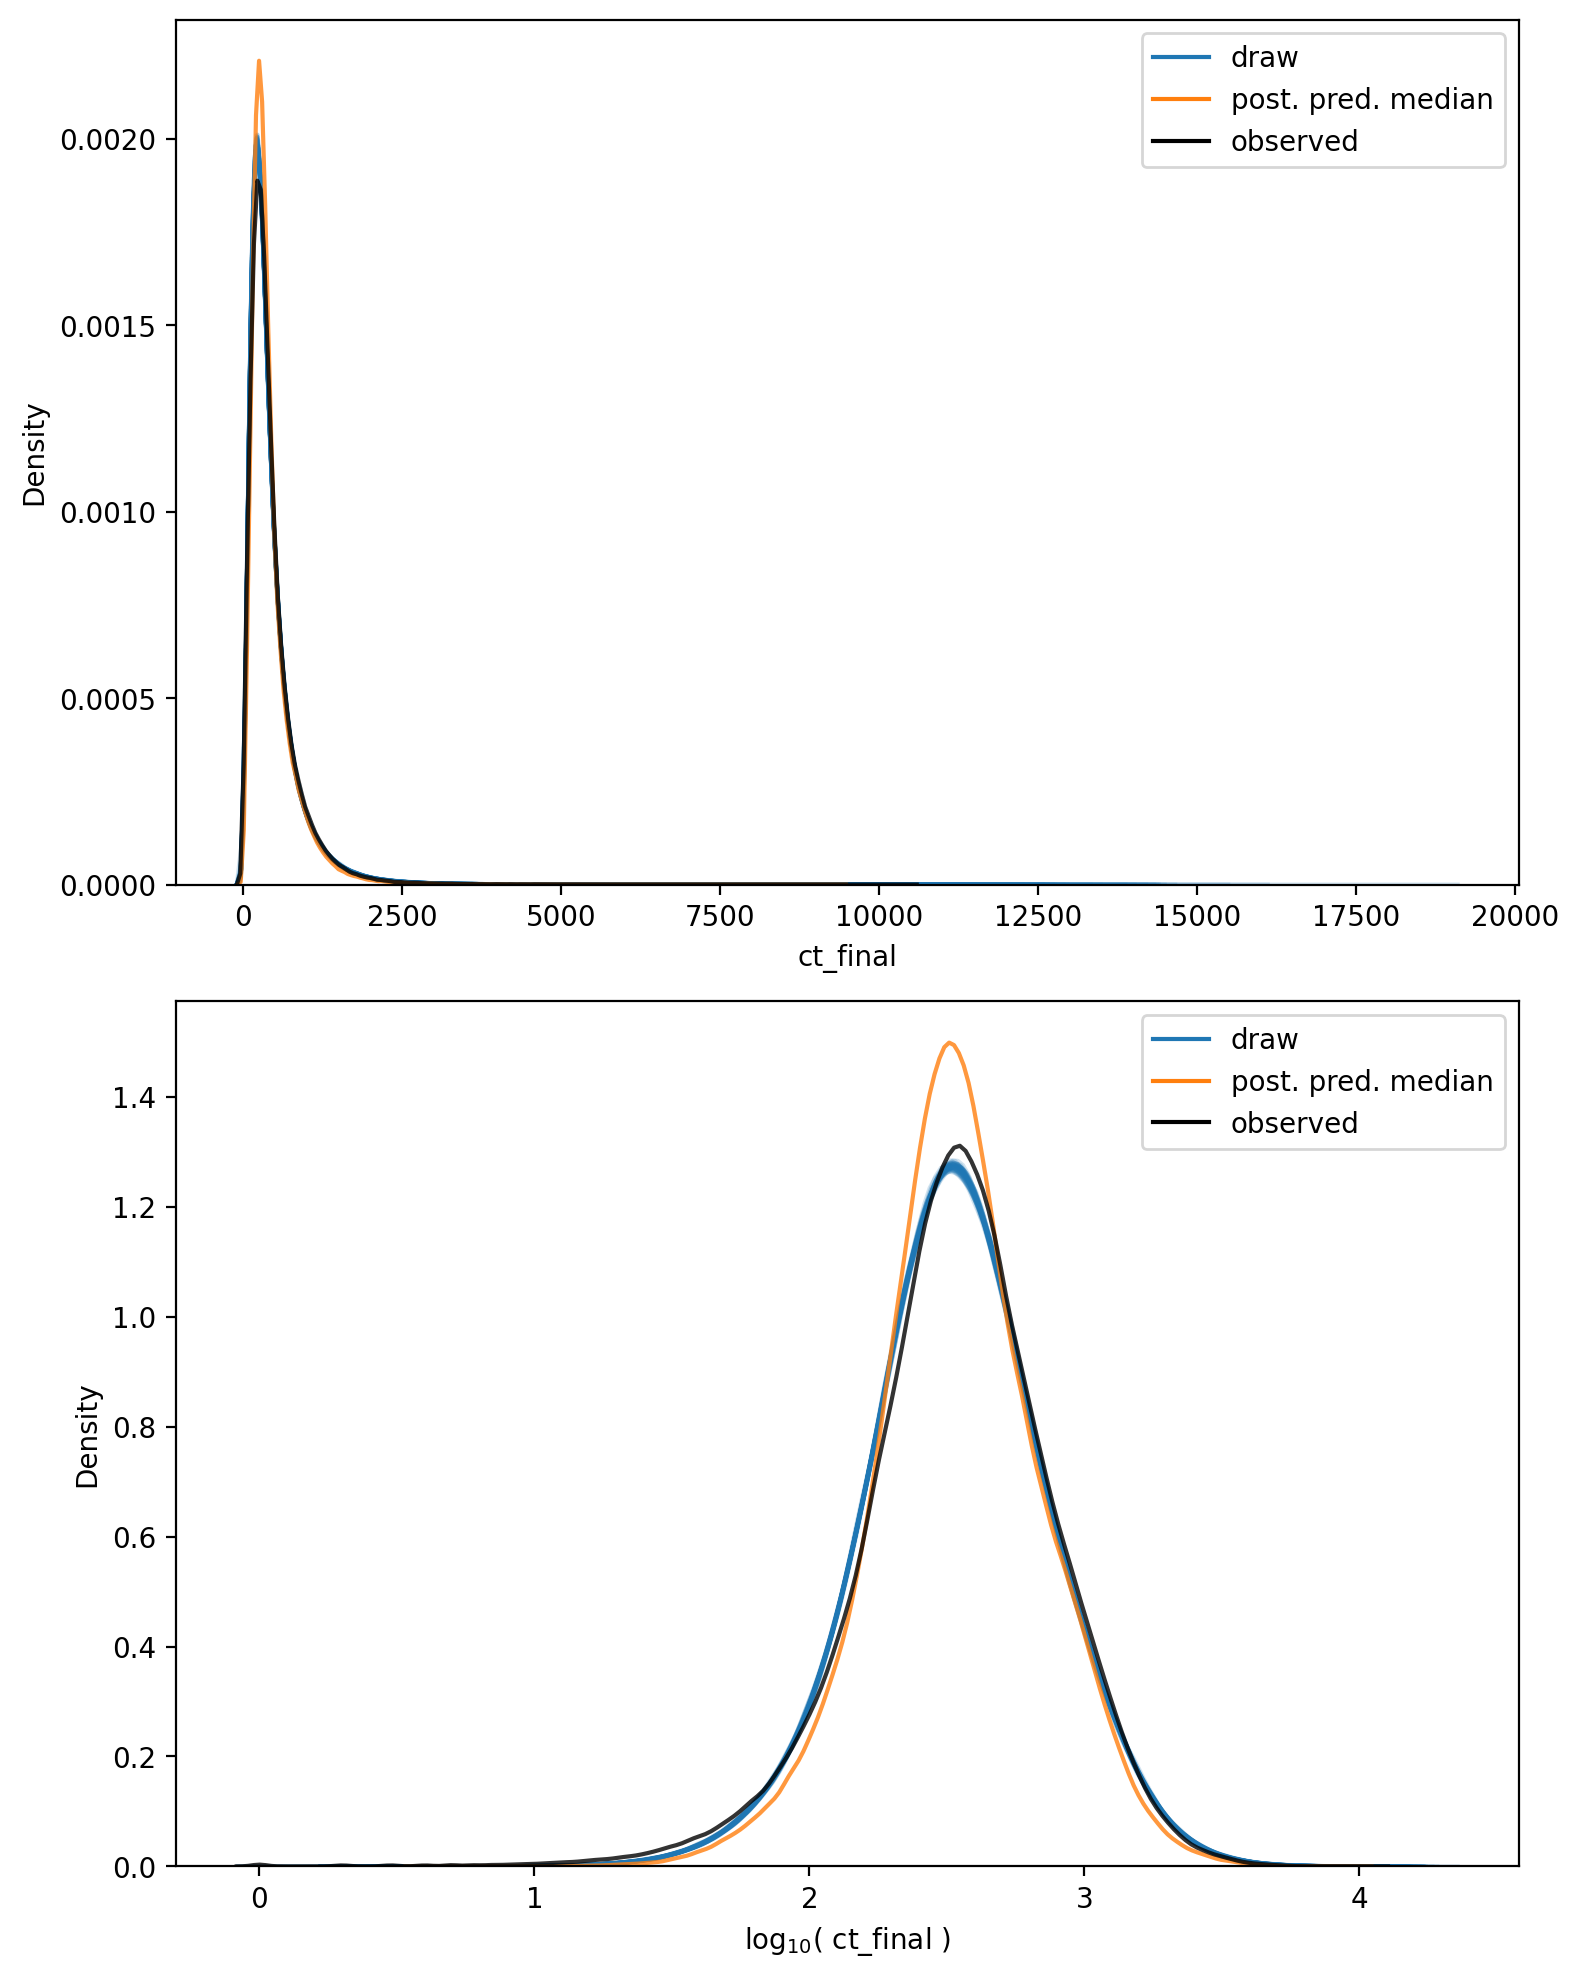 draw
post. pred. median
observed
0.0020
0.0015
0.0010
0.0005
0.0000
Density
0 2500 5000 7500 10000 12500 15000 17500 20000
ct_final
draw
post. pred. median
observed
1.4
1.2
1.0
0.8
0.6
0.4
0.2
0.0
Density
0 1 2 3 4
log₁₀( ct_final )